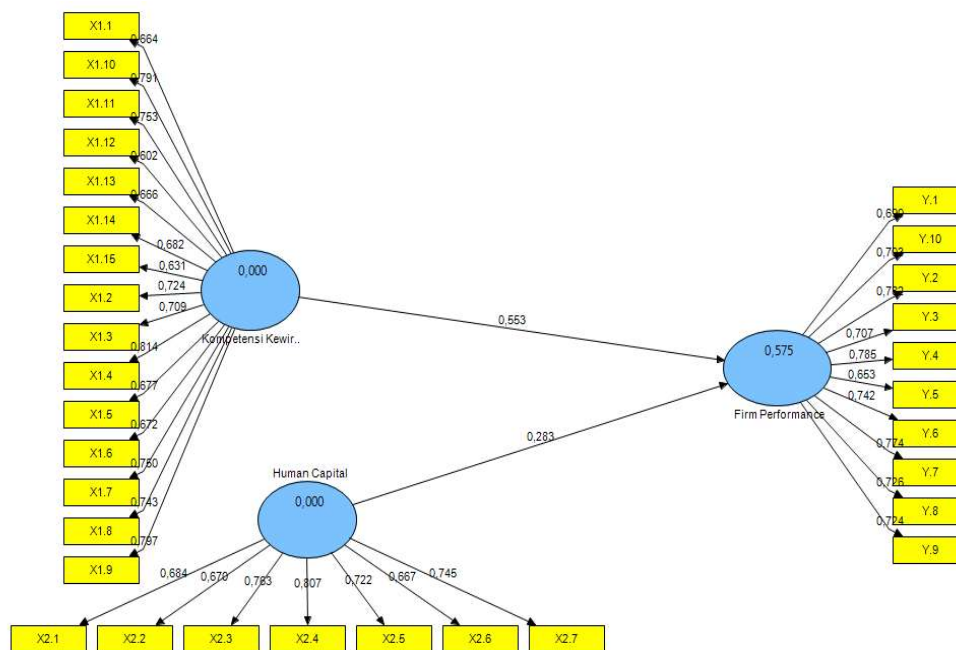 X1.1
0,664
X1.10
0,791
X1.11
0,753
X1.12
0,602
X1.13
0,666
X1.14
0,682
X1.15
0,631
X1.2
0,724
X1.3
0,709
X1.4
0,814
X1.5
0,677
X1.6
0,672
X1.7
0,750
X1.8
0,743
X1.9
0,797
0,000
Kompetensi Kewir..
0,553
0,283
Human Capital
0,000
0,684
0,670
0,763
0,807
0,722
0,667
0,745
X2.1
X2.2
X2.3
X2.4
X2.5
X2.6
X2.7
0,575
Firm Performance
Y.1
Y.10
Y.2
Y.3
0,707
Y.4
0,785
Y.5
0,653
Y.6
0,742
Y.7
0,774
Y.8
0,726
Y.9
0,724